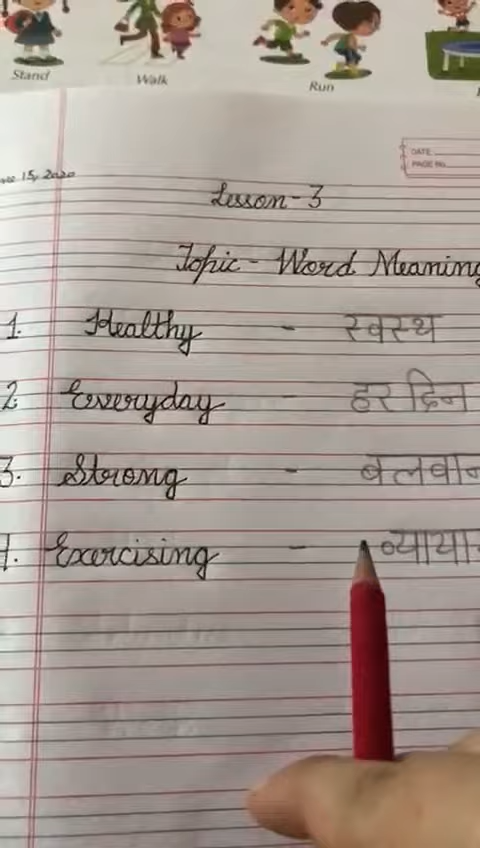 Stand Walk Run
DATE
PAGE No.
15, 2020
Lesson-3
Topic - Word Meaning
1. Healthy - स्वस्थ
2. Everyday - हर दिन
3. Strong - बलवान
4. Exercising - व्याया